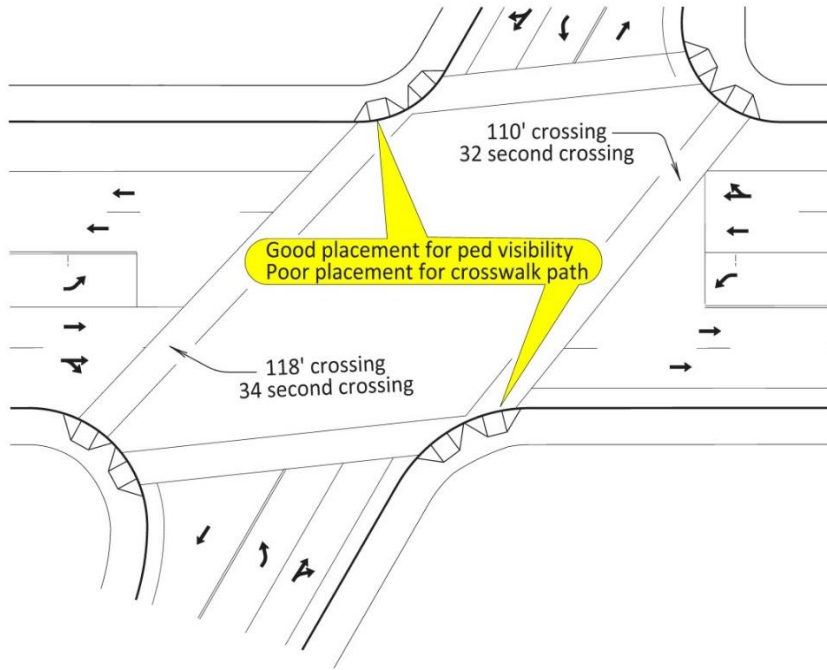 110' crossing
32 second crossing
Good placement for ped visibility
Poor placement for crosswalk path
118' crossing
34 second crossing